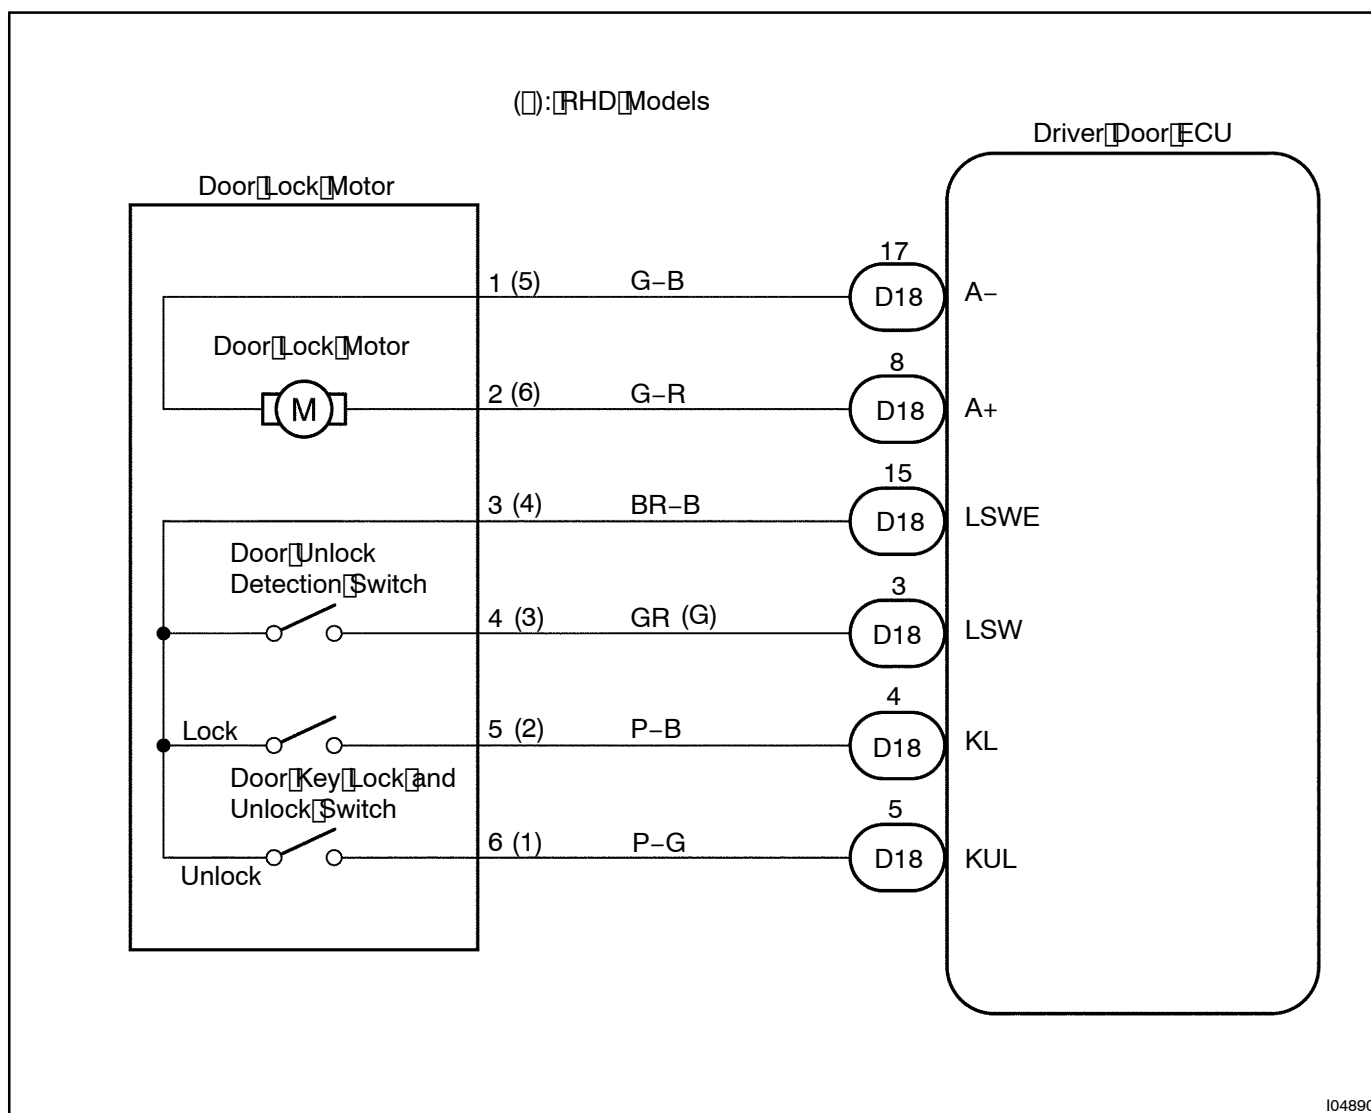 (▯):▯RHD▯Models
Driver▯Door▯ECU
Door▯Lock▯Motor
17
1 (5) G−B D18 A−
Door▯Lock▯Motor
8
M 2 (6) G−R D18 A+
15
3 (4) BR−B D18 LSWE
Door▯Unlock
Detection▯Switch
3
4 (3) GR (G) D18 LSW
4
Lock 5 (2) P−B D18 KL
Door▯Key▯Lock▯and
Unlock▯Switch
5
6 (1) P−G D18 KUL
Unlock
I04890